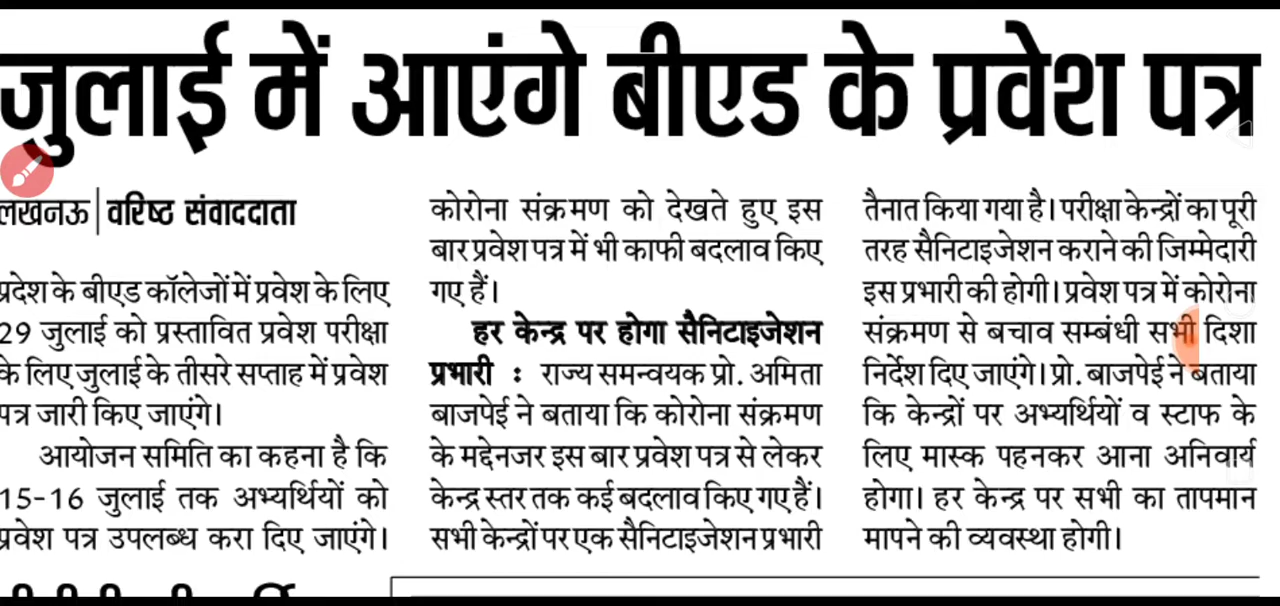 जुलाई में आएंगे बीएड के प्रवेश पत्र
लखनऊ | वरिष्ठ संवाददाता
प्रदेश के बीएड कॉलेजों में प्रवेश के लिए
29 जुलाई को प्रस्तावित प्रवेश परीक्षा
के लिए जुलाई के तीसरे सप्ताह में प्रवेश
पत्र जारी किए जाएंगे।
आयोजन समिति का कहना है कि
15-16 जुलाई तक अभ्यर्थियों को
प्रवेश पत्र उपलब्ध करा दिए जाएंगे।
कोरोना संक्रमण को देखते हुए इस
बार प्रवेश पत्र में भी काफी बदलाव किए
गए हैं।
हर केन्द्र पर होगा सैनिटाइजेशन
प्रभारी : राज्य समन्वयक प्रो. अमिता
बाजपेई ने बताया कि कोरोना संक्रमण
के मद्देनजर इस बार प्रवेश पत्र से लेकर
केन्द्र स्तर तक कई बदलाव किए गए हैं।
सभी केन्द्रों पर एक सैनिटाइजेशन प्रभारी
तैनात किया गया है। परीक्षा केन्द्रों का पूरी
तरह सैनिटाइजेशन कराने की जिम्मेदारी
इस प्रभारी की होगी। प्रवेश पत्र में कोरोना
संक्रमण से बचाव सम्बंधी सभी दिशा
निर्देश दिए जाएंगे। प्रो. बाजपेई ने बताया
कि केन्द्रों पर अभ्यर्थियों व स्टाफ के
लिए मास्क पहनकर आना अनिवार्य
होगा। हर केन्द्र पर सभी का तापमान
मापने की व्यवस्था होगी।